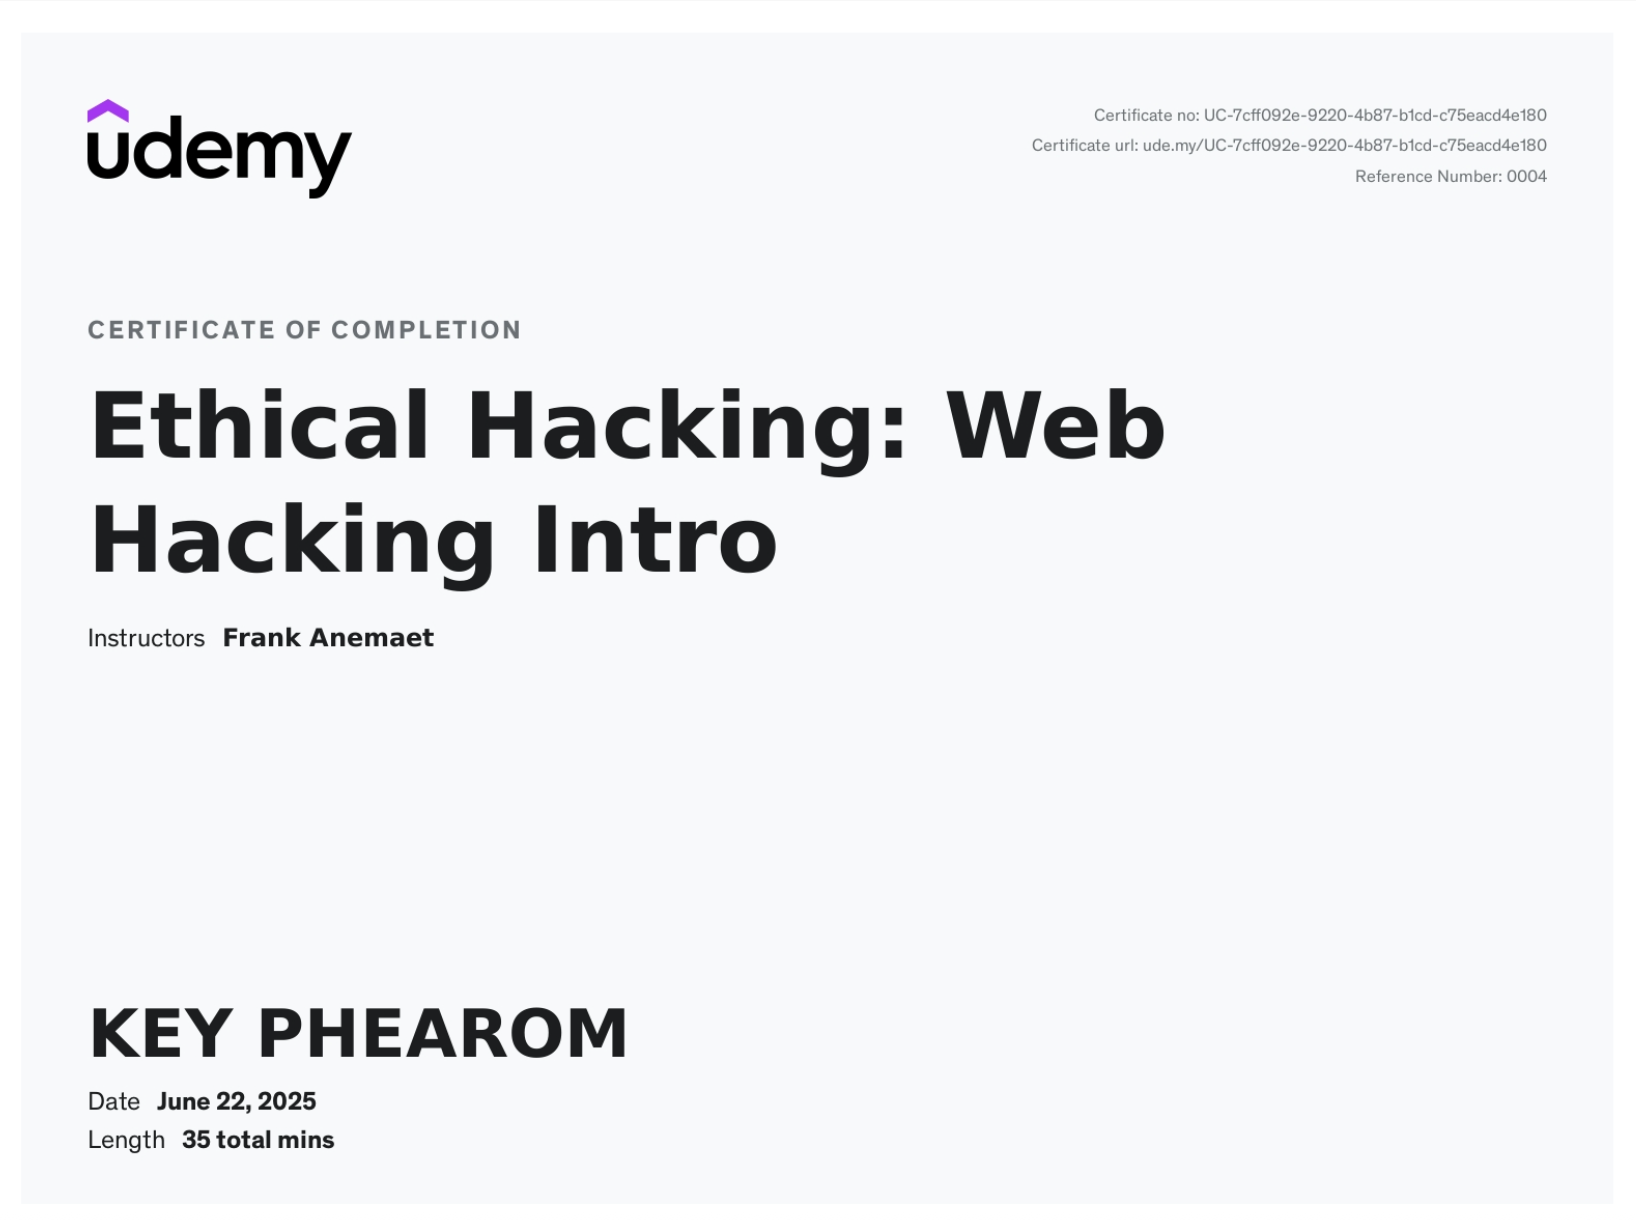 udemy
Certificate no: UC-7cff092e-9220-4b87-b1cd-c75eacd4e180
Certificate url: ude.my/UC-7cff092e-9220-4b87-b1cd-c75eacd4e180
Reference Number: 0004
CERTIFICATE OF COMPLETION
Ethical Hacking: Web
Hacking Intro
Instructors Frank Anemaet
KEY PHEAROM
Date June 22, 2025
Length 35 total mins